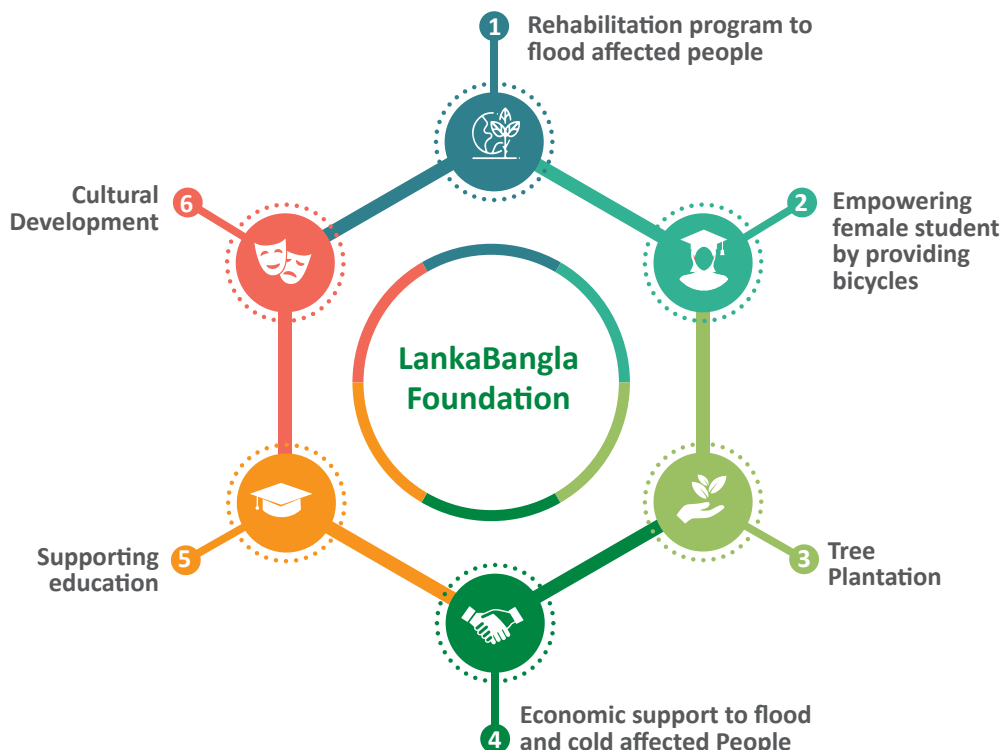 1
Rehabilitation program to
flood affected people
2
Empowering
female student
by providing
bicycles
3
Tree
Plantation
4
Economic support to flood
and cold affected People
5
Supporting
education
6
Cultural
Development
LankaBangla
Foundation